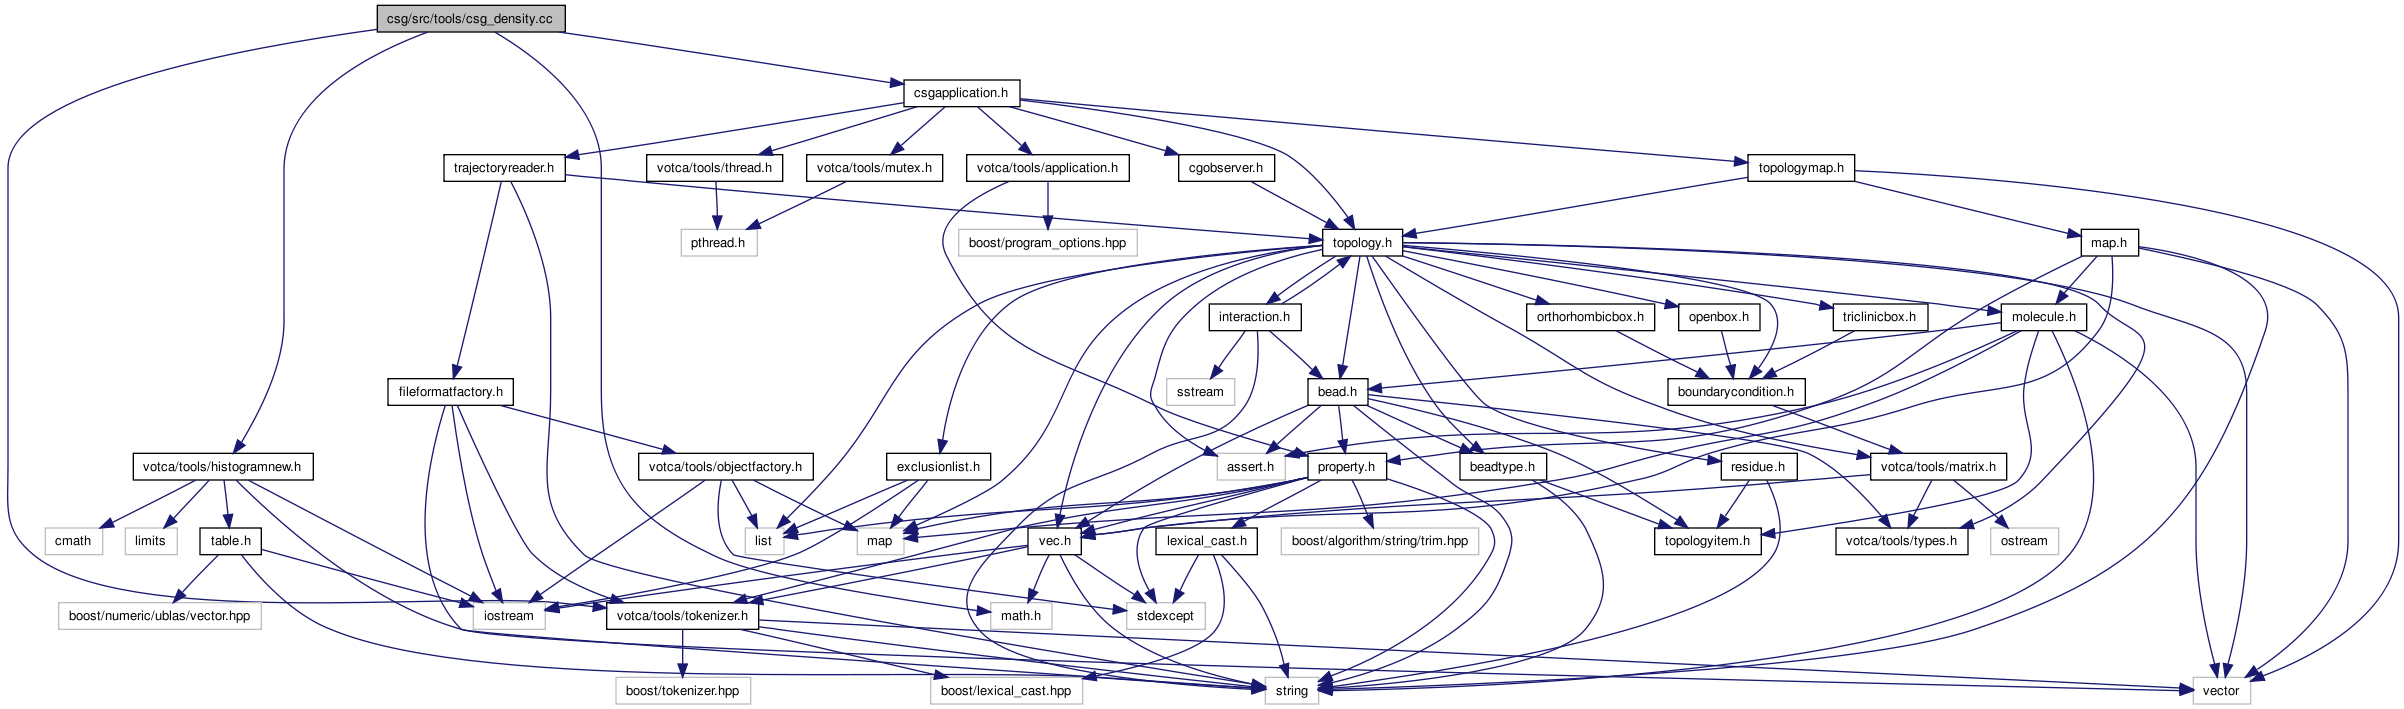 csg/src/tools/csg_density.cc
csgapplication.h
trajectoryreader.h
votca/tools/thread.h
votca/tools/mutex.h
votca/tools/application.h
cgobserver.h
topologymap.h
pthread.h
boost/program_options.hpp
topology.h
map.h
interaction.h
orthorhombicbox.h
openbox.h
triclinicbox.h
molecule.h
fileformatfactory.h
sstream
bead.h
boundarycondition.h
votca/tools/histogramnew.h
votca/tools/objectfactory.h
exclusionlist.h
assert.h
property.h
beadtype.h
residue.h
votca/tools/matrix.h
cmath
limits
table.h
list
map
vec.h
lexical_cast.h
boost/algorithm/string/trim.hpp
topologyitem.h
votca/tools/types.h
ostream
boost/numeric/ublas/vector.hpp
iostream
votca/tools/tokenizer.h
math.h
stdexcept
boost/tokenizer.hpp
boost/lexical_cast.hpp
string
vector